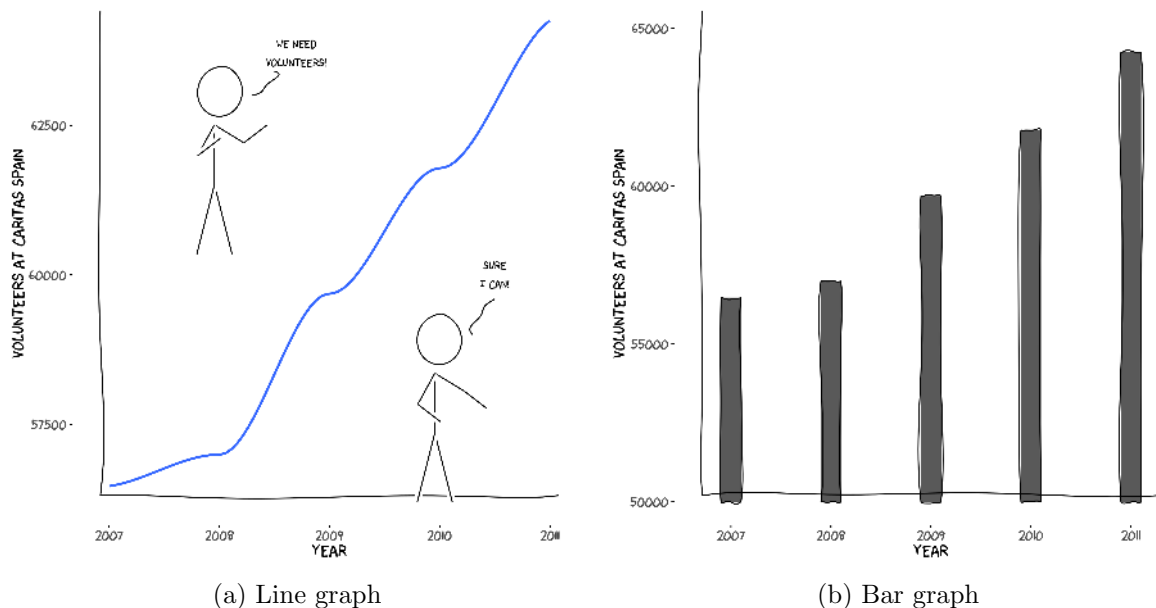 WE NEED
VOLUNTEERS!
SURE
I CAN!
VOLUNTEERS AT CARITAS SPAIN
62500
60000
57500
2007
2008
2009
2010
2011
YEAR
(a) Line graph
VOLUNTEERS AT CARITAS SPAIN
65000
60000
55000
50000
2007
2008
2009
2010
2011
YEAR
(b) Bar graph